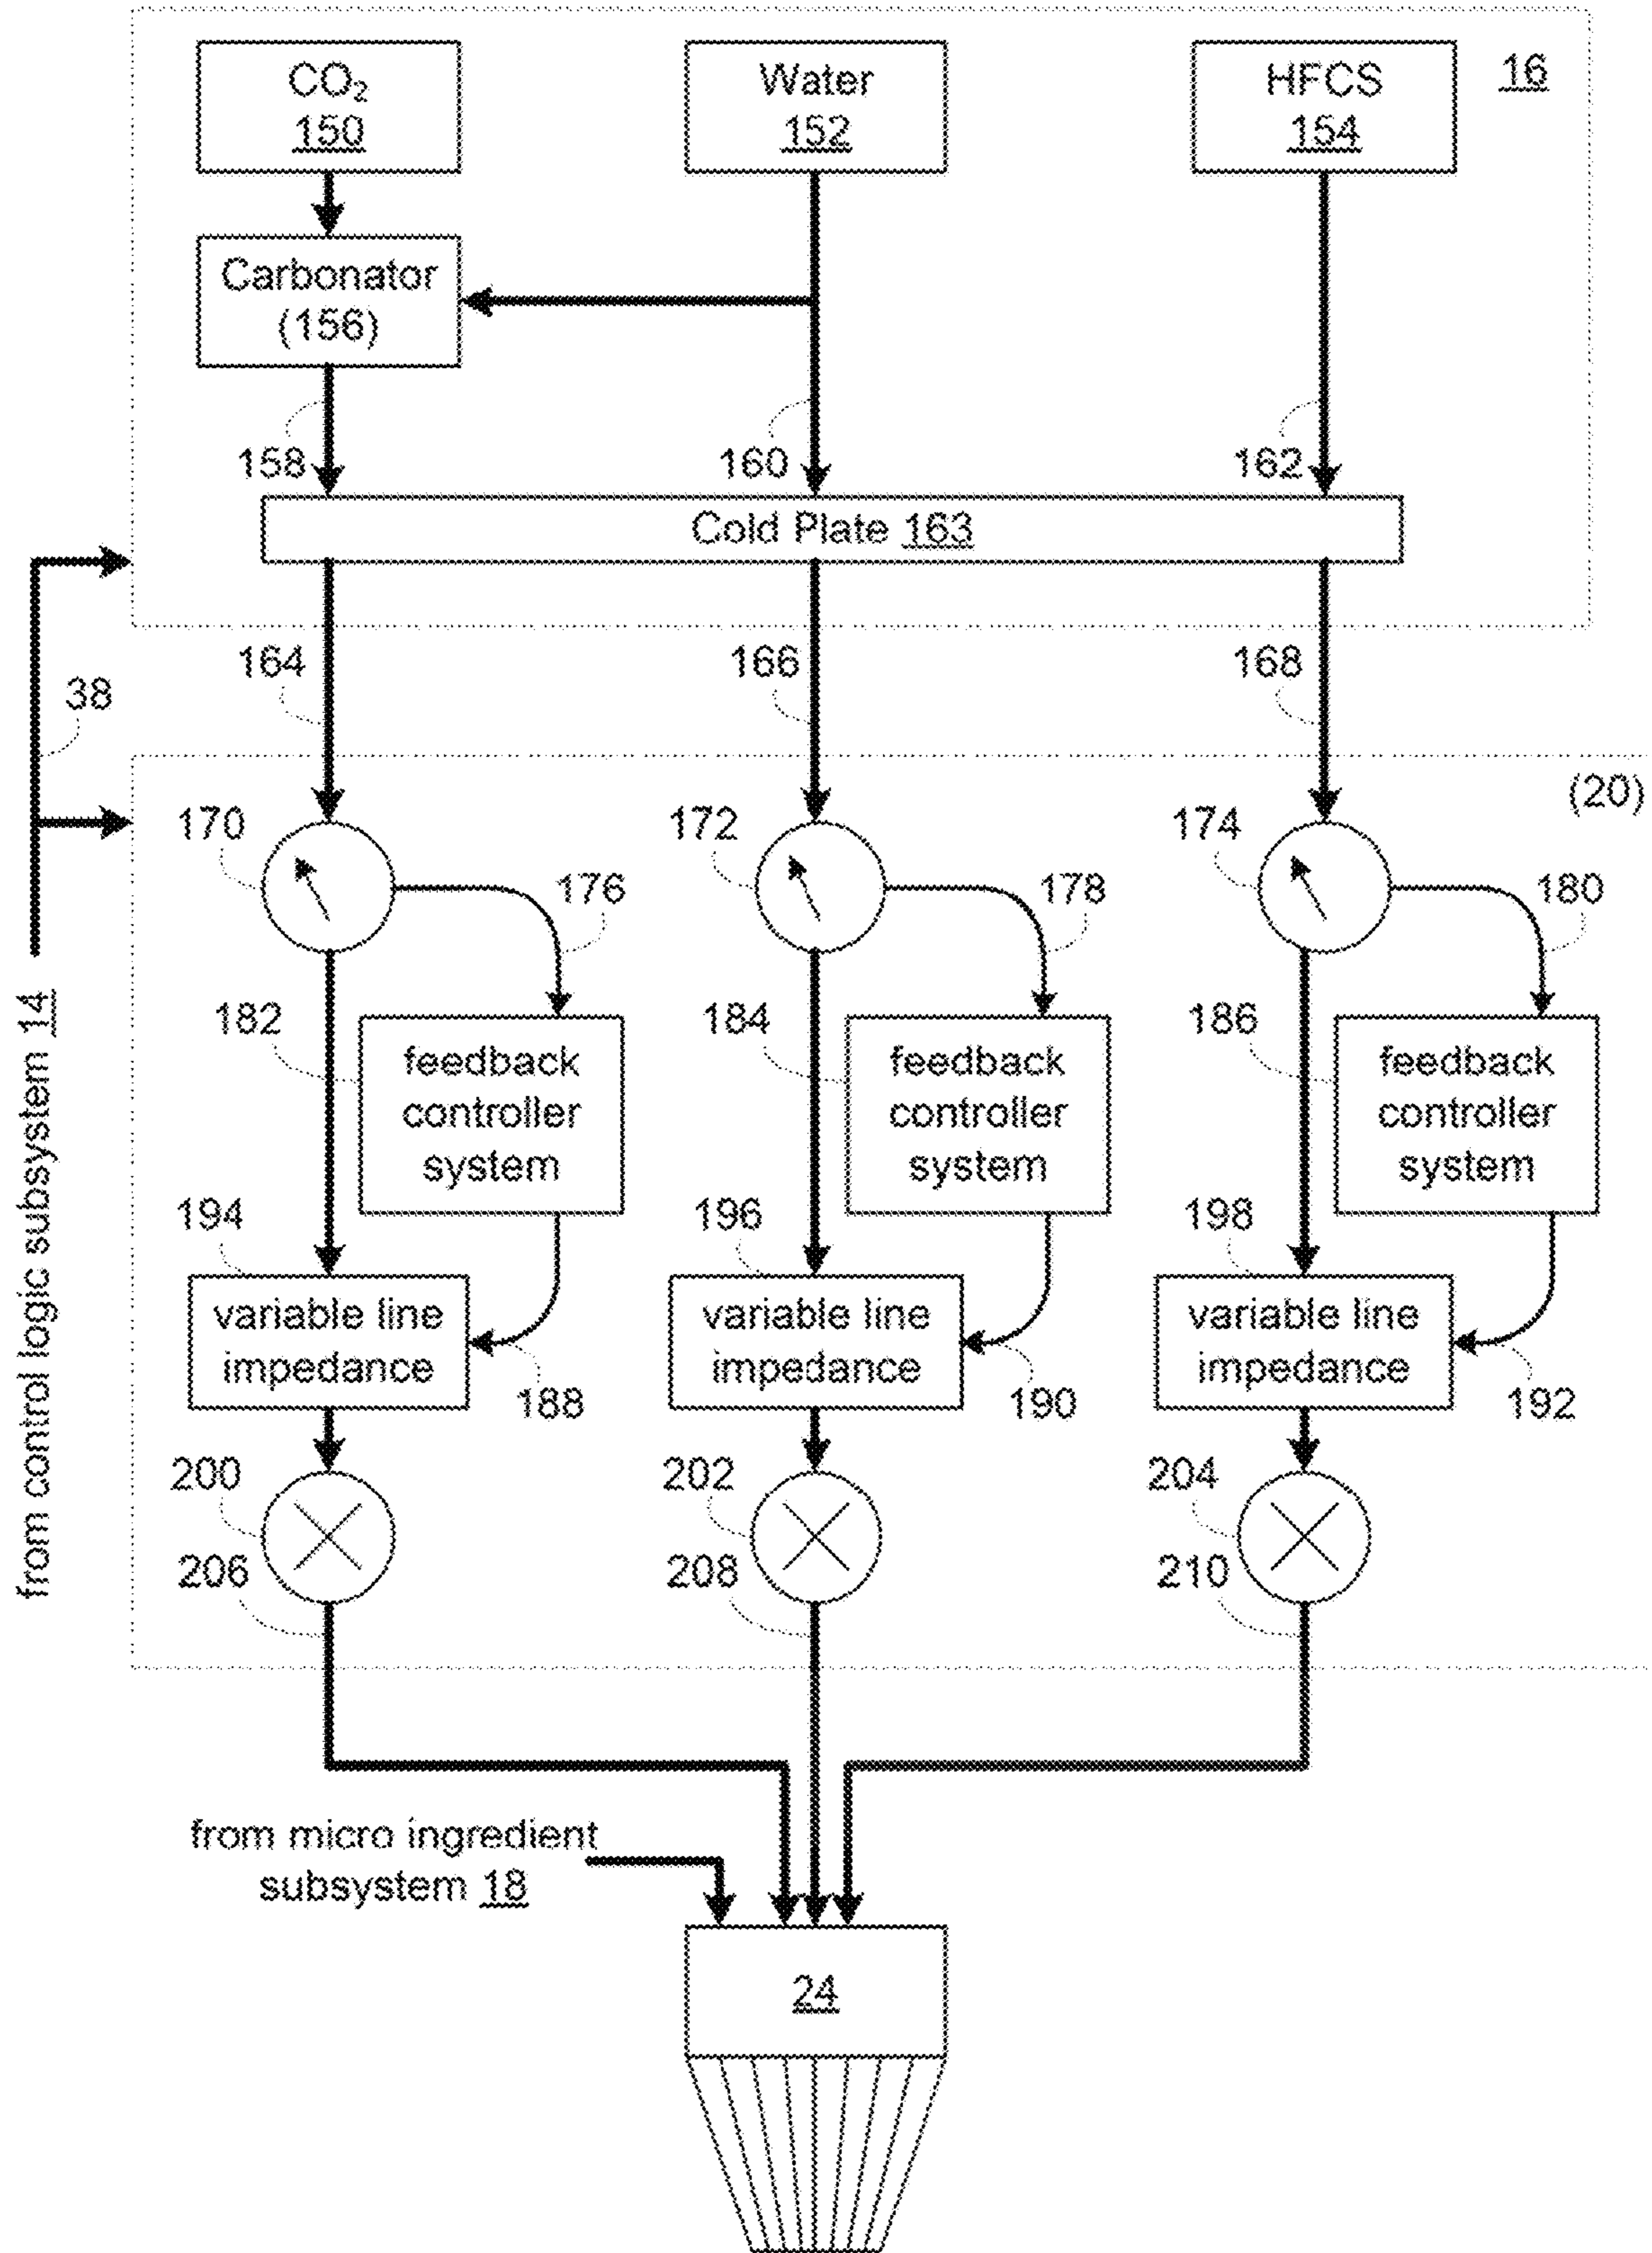 CO₂
150
Water
152
HFCS
154
16
Carbonator
(156)
158
160
162
Cold Plate 163
164
166
168
38
(20)
170
172
174
176
178
180
from control logic subsystem 14
182
184
186
feedback
controller
system
feedback
controller
system
feedback
controller
system
194
196
198
variable line
impedance
variable line
impedance
variable line
impedance
188
190
192
200
202
204
206
208
210
from micro ingredient
subsystem 18
24